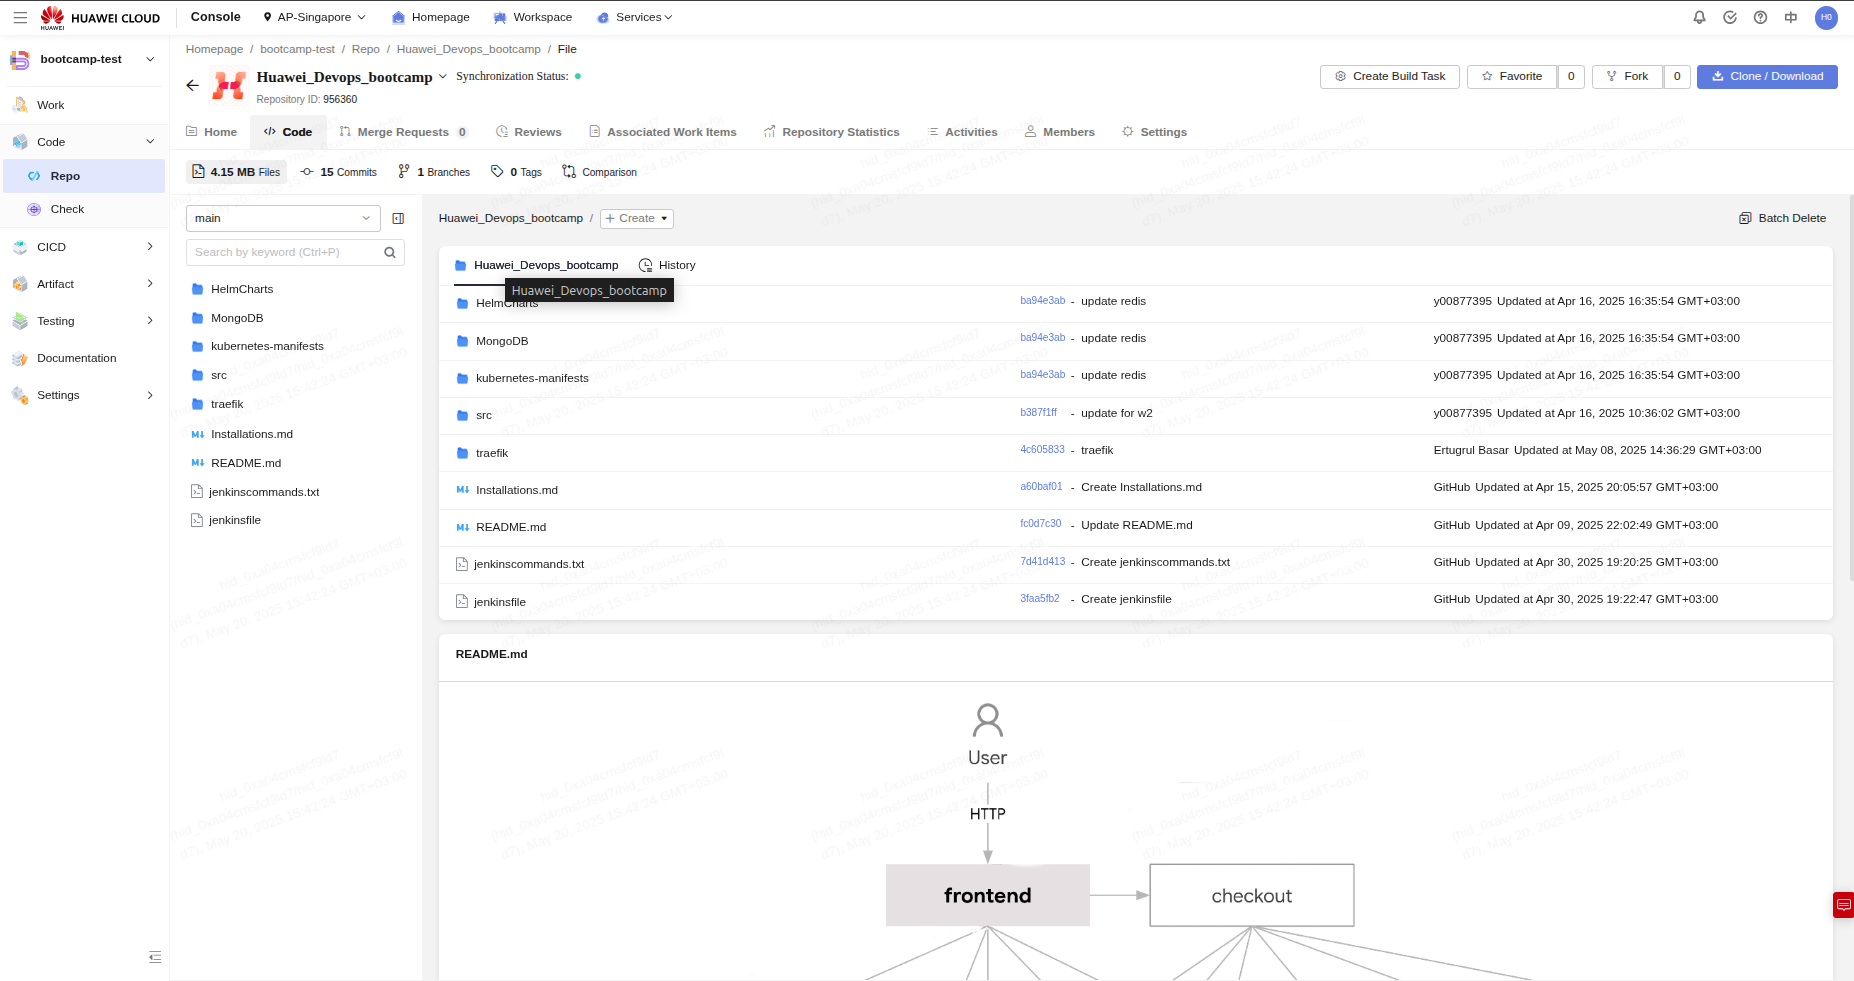 HUAWEI
HUAWEI CLOUD
Console
AP-Singapore
Homepage
Workspace
Services
H0
bootcamp-test
Work
Code
Repo
Check
CICD
Artifact
Testing
Documentation
Settings
Homepage / bootcamp-test / Repo / Huawei_Devops_bootcamp / File
Huawei_Devops_bootcamp
Synchronization Status:
Repository ID: 956360
Create Build Task
Favorite 0
Fork 0
Clone / Download
Home
Code
Merge Requests 0
Reviews
Associated Work Items
Repository Statistics
Activities
Members
Settings
4.15 MB Files
15 Commits
1 Branches
0 Tags
Comparison
main
Search by keyword (Ctrl+P)
HelmCharts
MongoDB
kubernetes-manifests
src
traefik
Installations.md
README.md
jenkinscommands.txt
jenkinsfile
Huawei_Devops_bootcamp / + Create
Batch Delete
Huawei_Devops_bootcamp
History
Huawei_Devops_bootcamp
HelmCharts ba94e3ab - update redis y00877395 Updated at Apr 16, 2025 16:35:54 GMT+03:00
MongoDB ba94e3ab - update redis y00877395 Updated at Apr 16, 2025 16:35:54 GMT+03:00
kubernetes-manifests ba94e3ab - update redis y00877395 Updated at Apr 16, 2025 16:35:54 GMT+03:00
src b387f1ff - update for w2 y00877395 Updated at Apr 16, 2025 10:36:02 GMT+03:00
traefik 4c605833 - traefik Ertugrul Basar Updated at May 08, 2025 14:36:29 GMT+03:00
Installations.md a60baf01 - Create Installations.md GitHub Updated at Apr 15, 2025 20:05:57 GMT+03:00
README.md fc0d7c30 - Update README.md GitHub Updated at Apr 09, 2025 22:02:49 GMT+03:00
jenkinscommands.txt 7d41d413 - Create jenkinscommands.txt GitHub Updated at Apr 30, 2025 19:20:25 GMT+03:00
jenkinsfile 3faa5fb2 - Create jenkinsfile GitHub Updated at Apr 30, 2025 19:22:47 GMT+03:00
README.md
User
HTTP
frontend
checkout